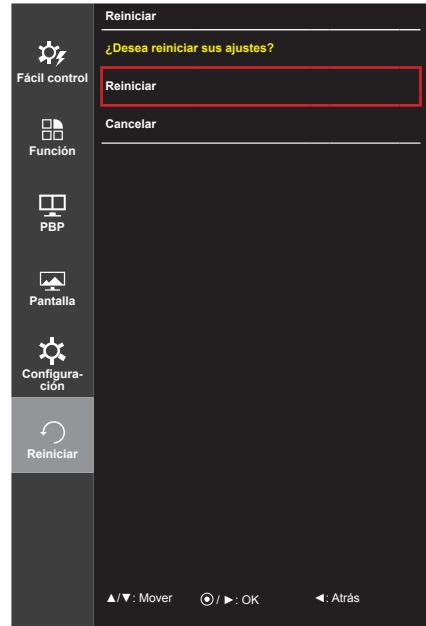 Reiniciar
¿Desea reiniciar sus ajustes?
Reiniciar
Cancelar
Fácil control
Función
PBP
Pantalla
Configura-
ción
Reiniciar
▲/▼: Mover ⦿/ ►: OK ◄: Atrás